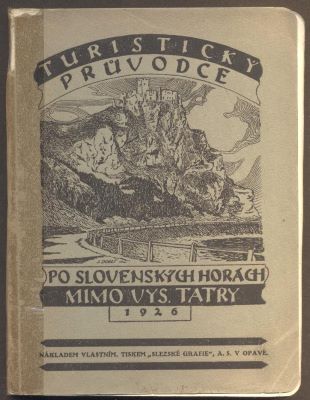 TURISTICKÝ
PRŮVODCE
PO SLOVENSKÝCH HORÁCH
MIMO VYS. TATRY
1926
NÁKLADEM VLASTNÍM. TISKEM „SLEZSKÉ GRAFIE", A. S. V OPAVĚ.